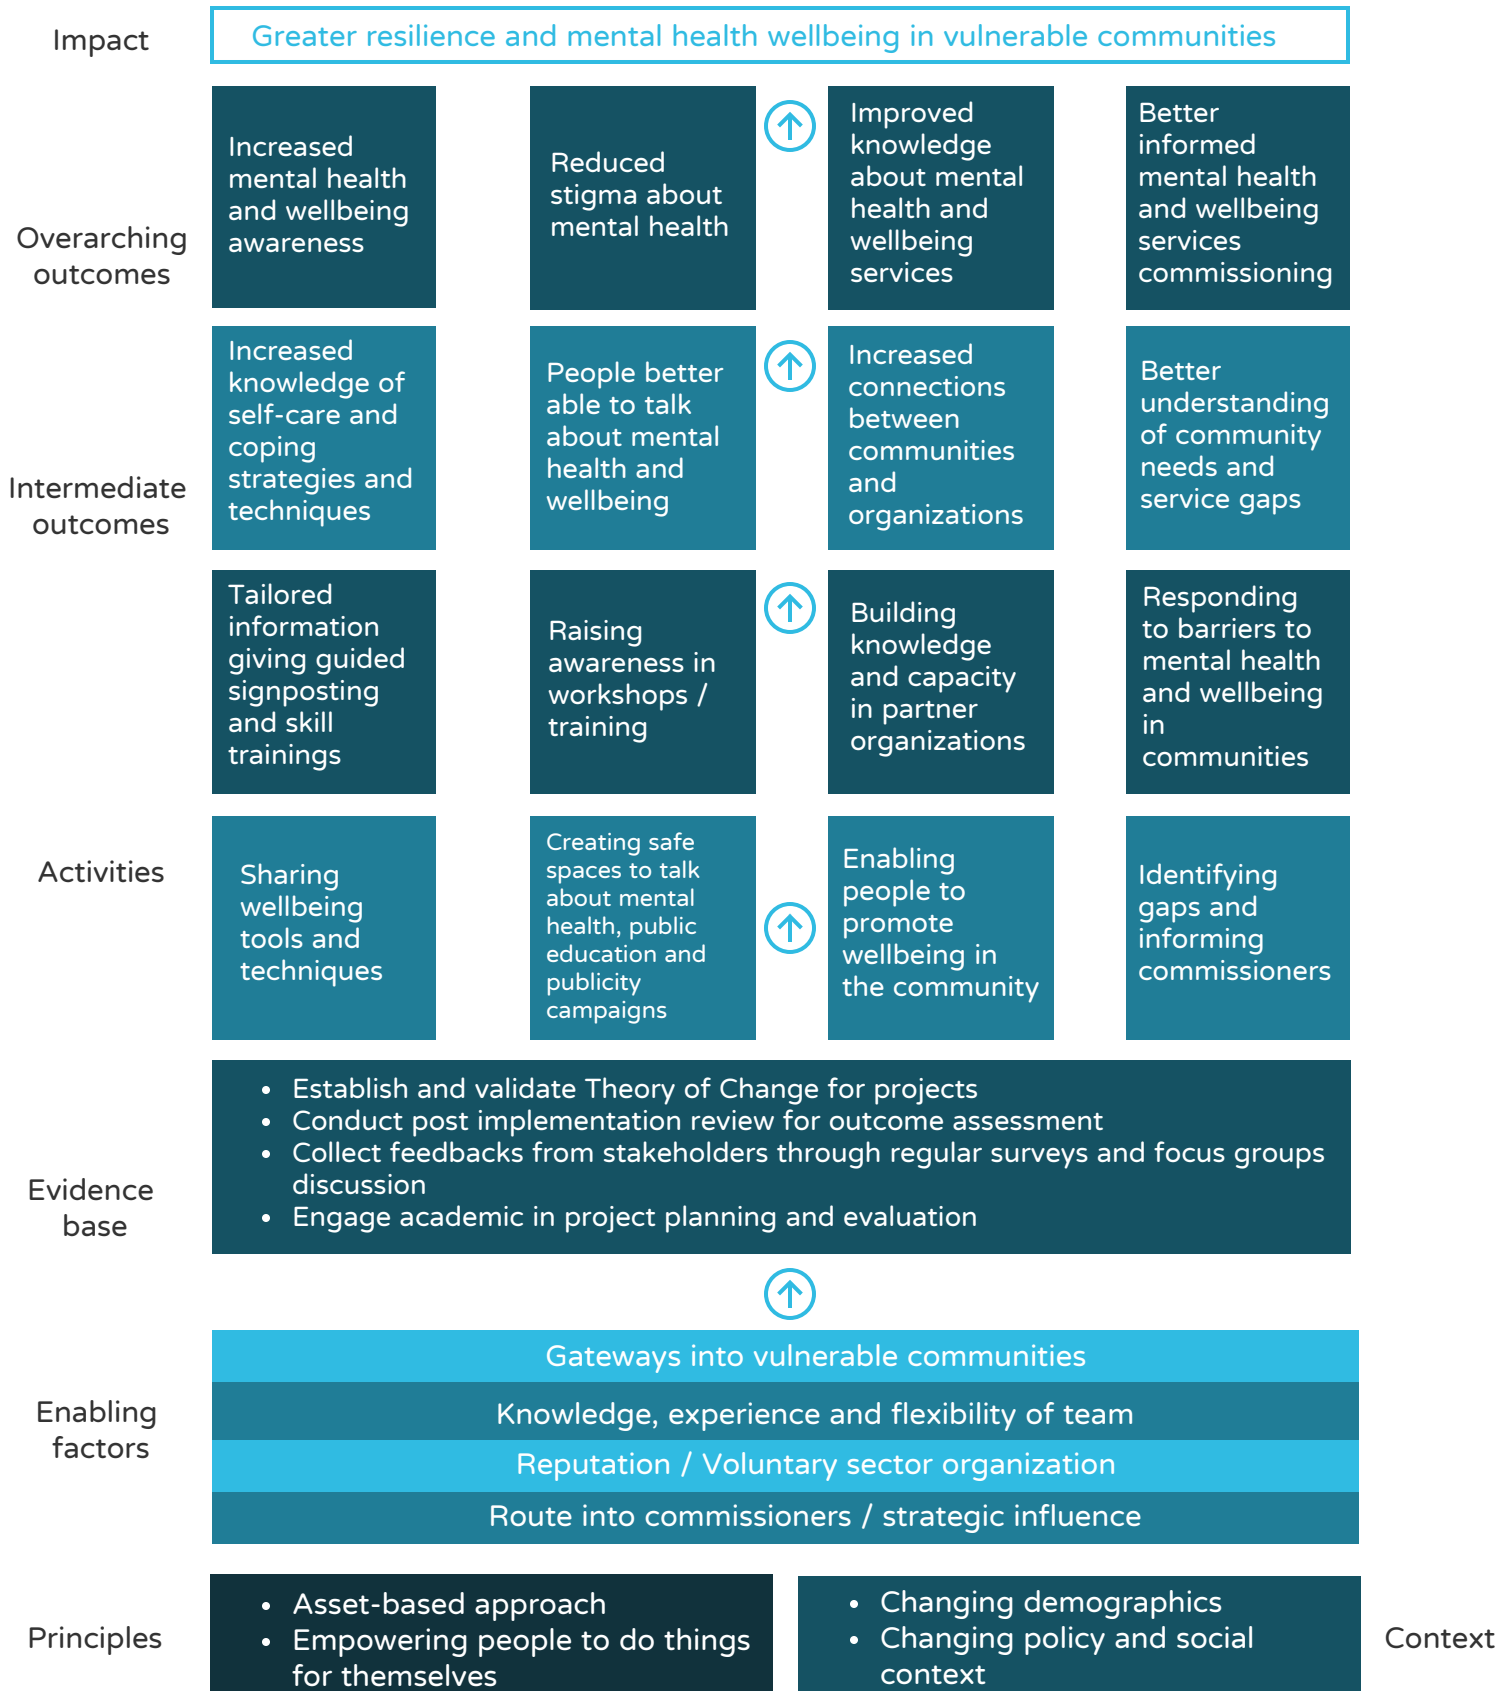 Impact
Greater resilience and mental health wellbeing in vulnerable communities
Overarching
outcomes
Increased
mental health
and wellbeing
awareness
Reduced
stigma about
mental health
Improved
knowledge
about mental
health and
wellbeing
services
Better
informed
mental health
and wellbeing
services
commissioning
Intermediate
outcomes
Increased
knowledge of
self-care and
coping
strategies and
techniques
People better
able to talk
about mental
health and
wellbeing
Increased
connections
between
communities
and
organizations
Better
understanding
of community
needs and
service gaps
Activities
Tailored
information
giving guided
signposting
and skill
trainings
Raising
awareness in
workshops /
training
Building
knowledge
and capacity
in partner
organizations
Responding
to barriers to
mental health
and wellbeing
in
communities
Sharing
wellbeing
tools and
techniques
Creating safe
spaces to talk
about mental
health, public
education and
publicity
campaigns
Enabling
people to
promote
wellbeing in
the community
Identifying
gaps and
informing
commissioners
Evidence
base
• Establish and validate Theory of Change for projects
• Conduct post implementation review for outcome assessment
• Collect feedbacks from stakeholders through regular surveys and focus groups
discussion
• Engage academic in project planning and evaluation
Enabling
factors
Gateways into vulnerable communities
Knowledge, experience and flexibility of team
Reputation / Voluntary sector organization
Route into commissioners / strategic influence
Principles
• Asset-based approach
• Empowering people to do things
for themselves
• Changing demographics
• Changing policy and social
context
Context